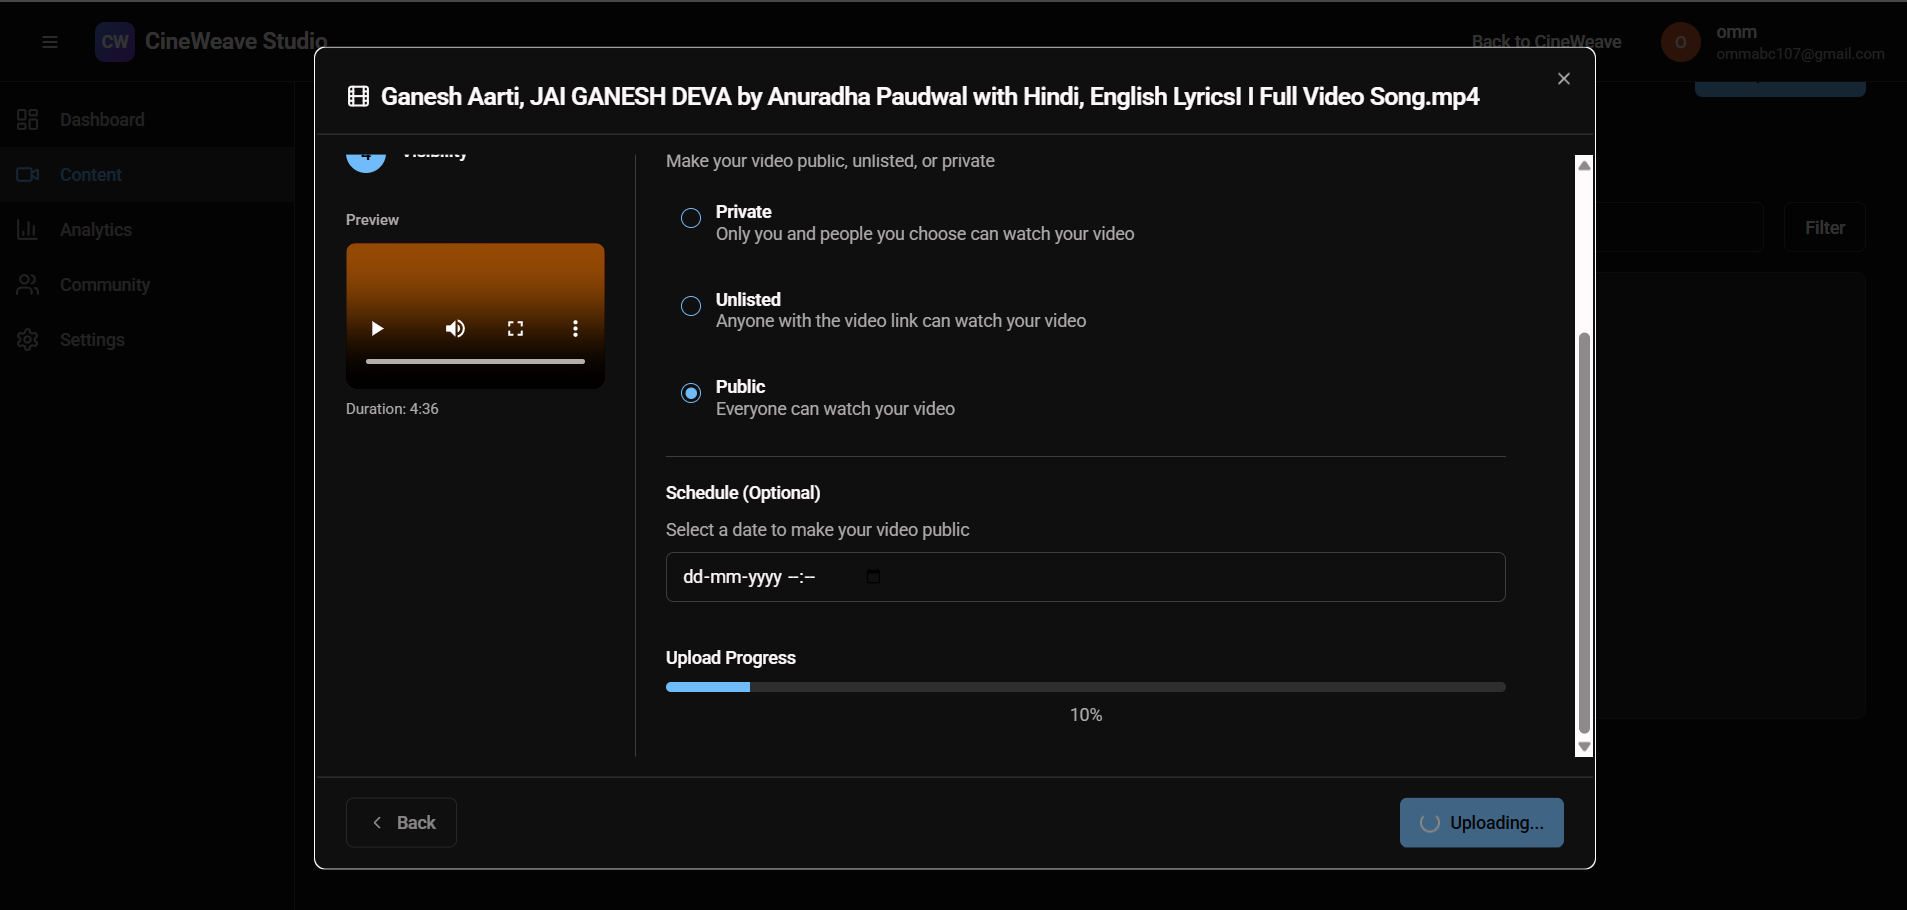 CW CineWeave Studio
Back to CineWeave
O
omm
ommabc107@gmail.com
Dashboard
Content
Analytics
Community
Settings
Filter
Ganesh Aarti, JAI GANESH DEVA by Anuradha Paudwal with Hindi, English LyricsI I Full Video Song.mp4
4 Visibility
Preview
Duration: 4:36
Make your video public, unlisted, or private
Private
Only you and people you choose can watch your video
Unlisted
Anyone with the video link can watch your video
Public
Everyone can watch your video
Schedule (Optional)
Select a date to make your video public
dd-mm-yyyy --:--
Upload Progress
10%
Back
Uploading...